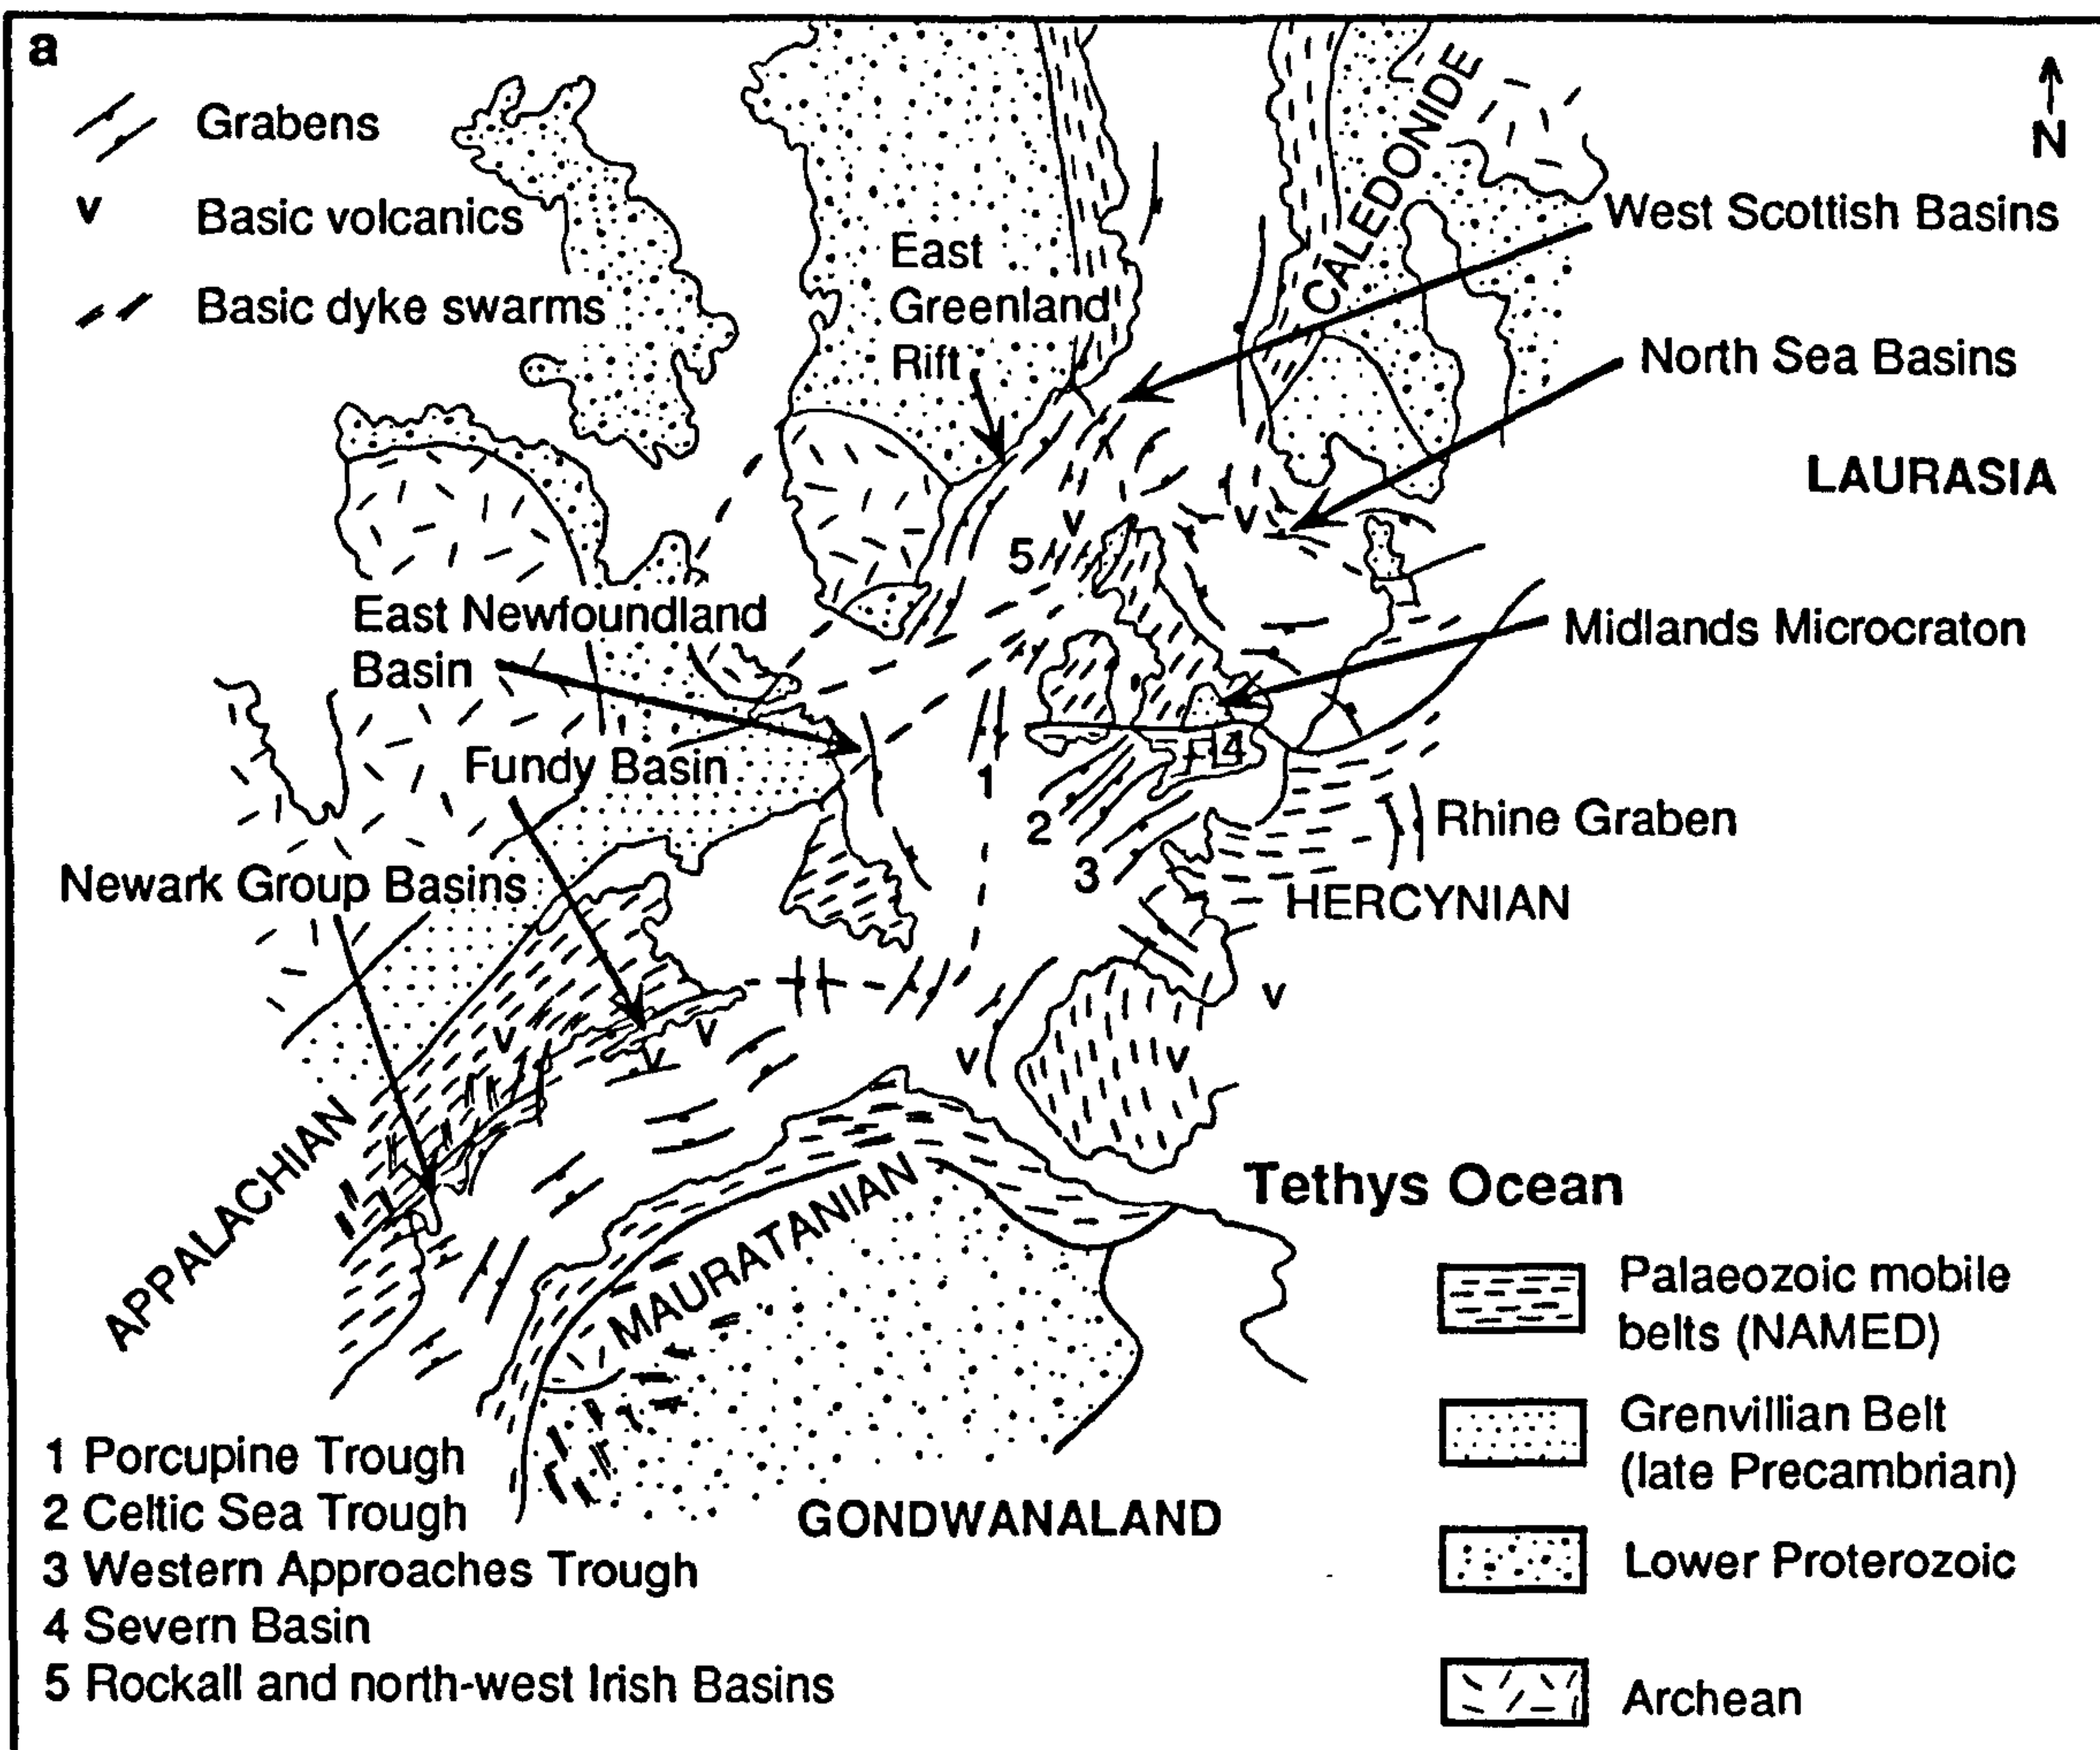 a
Grabens
v Basic volcanics
Basic dyke swarms
N
CALEDONIDE
West Scottish Basins
East
Greenland
Rift
North Sea Basins
LAURASIA
v
v
5
East Newfoundland
Basin
Midlands Microcraton
Fundy Basin
1
4
2
3
Rhine Graben
Newark Group Basins
HERCYNIAN
v
v
v
v
v
v
APPALACHIAN
Tethys Ocean
MAURATANIAN
Palaeozoic mobile
belts (NAMED)
Grenvillian Belt
(late Precambrian)
Lower Proterozoic
Archean
GONDWANALAND
1 Porcupine Trough
2 Celtic Sea Trough
3 Western Approaches Trough
4 Severn Basin
5 Rockall and north-west Irish Basins